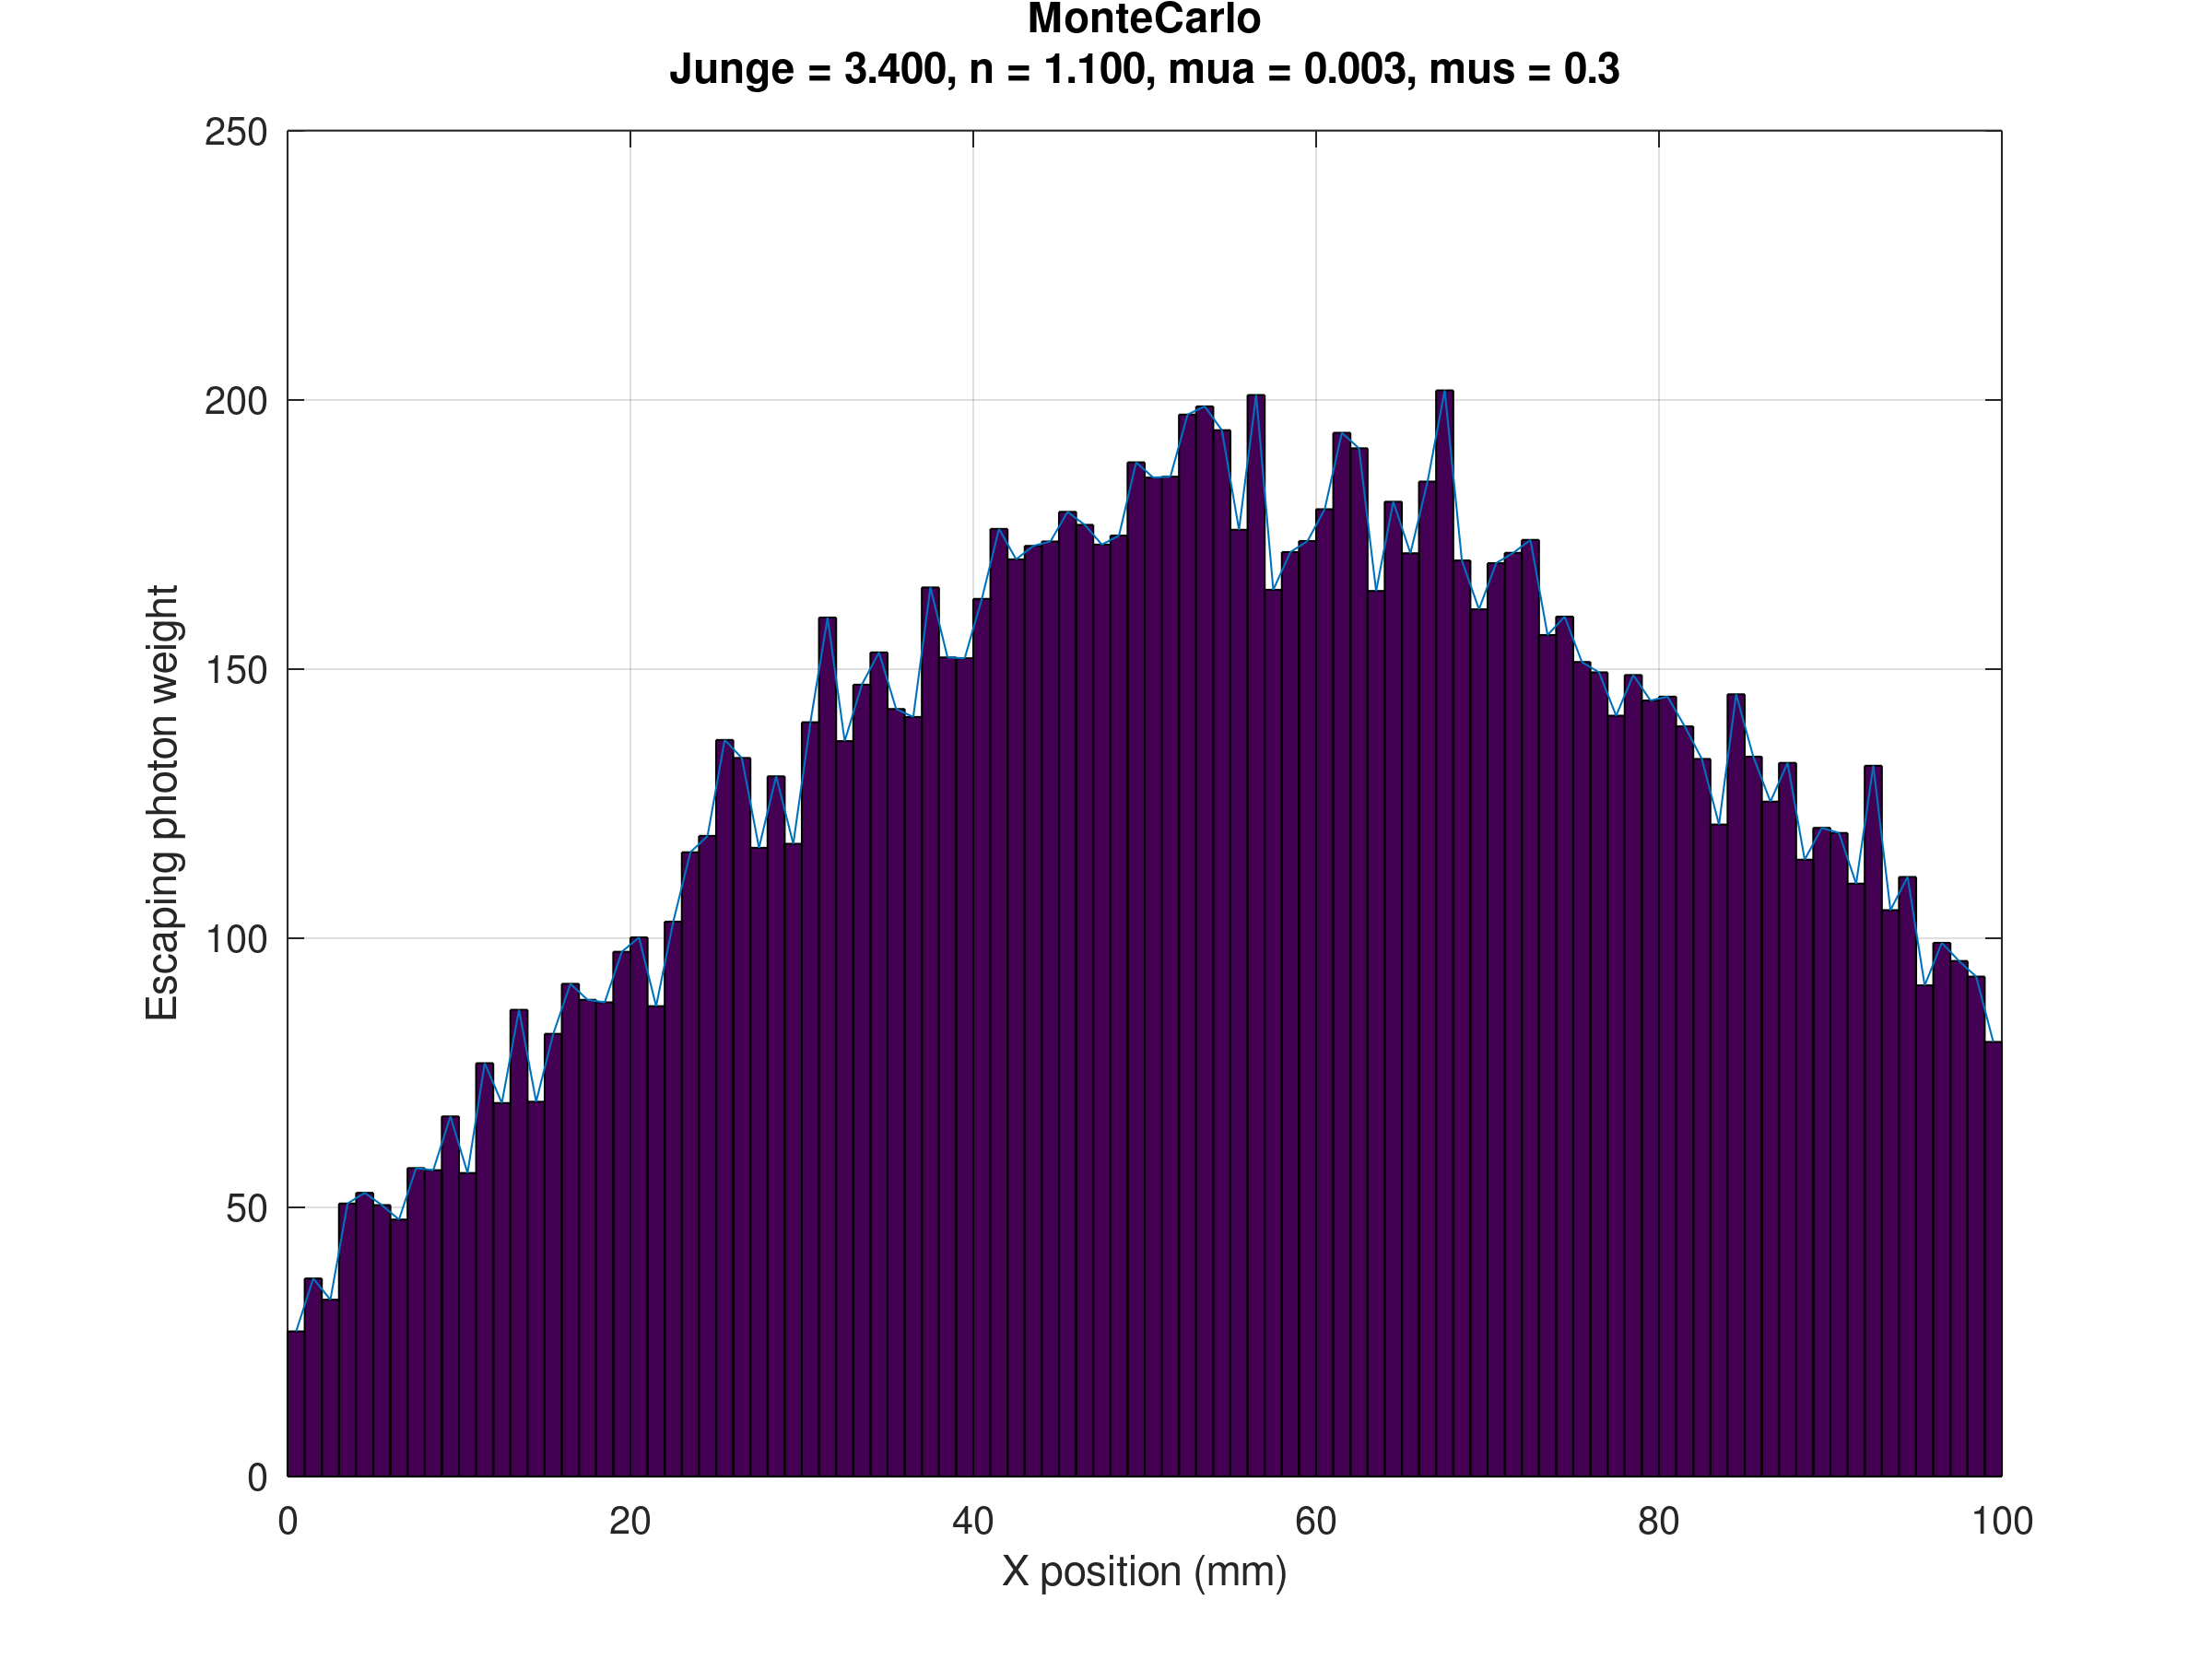 MonteCarlo
Junge = 3.400, n = 1.100, mua = 0.003, mus = 0.3
250
200
150
100
50
0
Escaping photon weight
0 20 40 60 80 100
X position (mm)